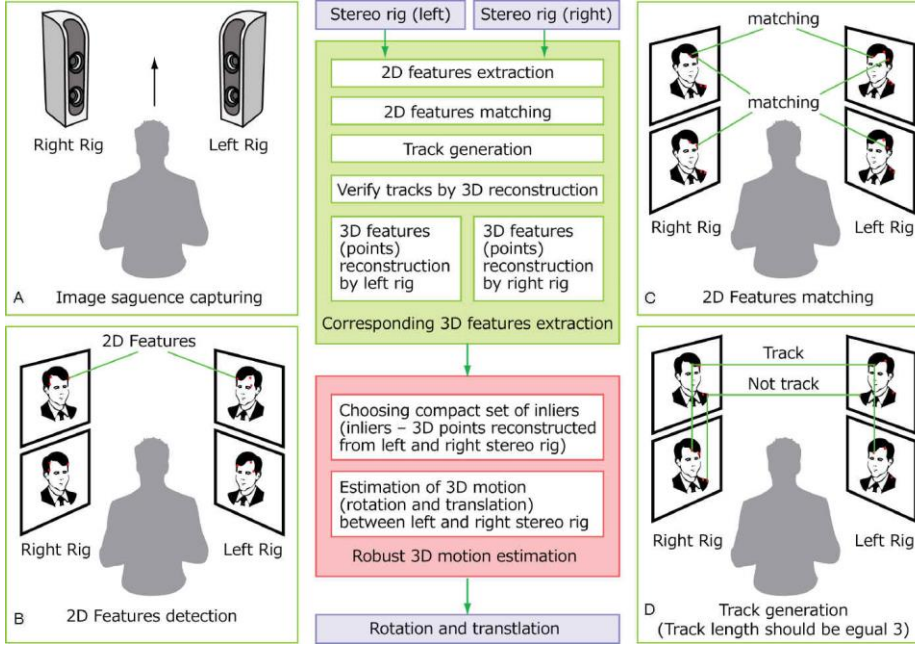 Right Rig
Left Rig
A
Image saguence capturing
2D Features
Right Rig
Left Rig
B
2D Features detection
Stereo rig (left)
Stereo rig (right)
2D features extraction
2D features matching
Track generation
Verify tracks by 3D reconstruction
3D features
(points)
reconstruction
by left rig
3D features
(points)
reconstruction
by right rig
Corresponding 3D features extraction
Choosing compact set of inliers
(inliers – 3D points reconstructed
from left and right stereo rig)
Estimation of 3D motion
(rotation and translation)
between left and right stereo rig
Robust 3D motion estimation
Rotation and transtlation
matching
matching
Right Rig
Left Rig
C
2D Features matching
Track
Not track
Right Rig
Left Rig
D
Track generation
(Track length should be equal 3)